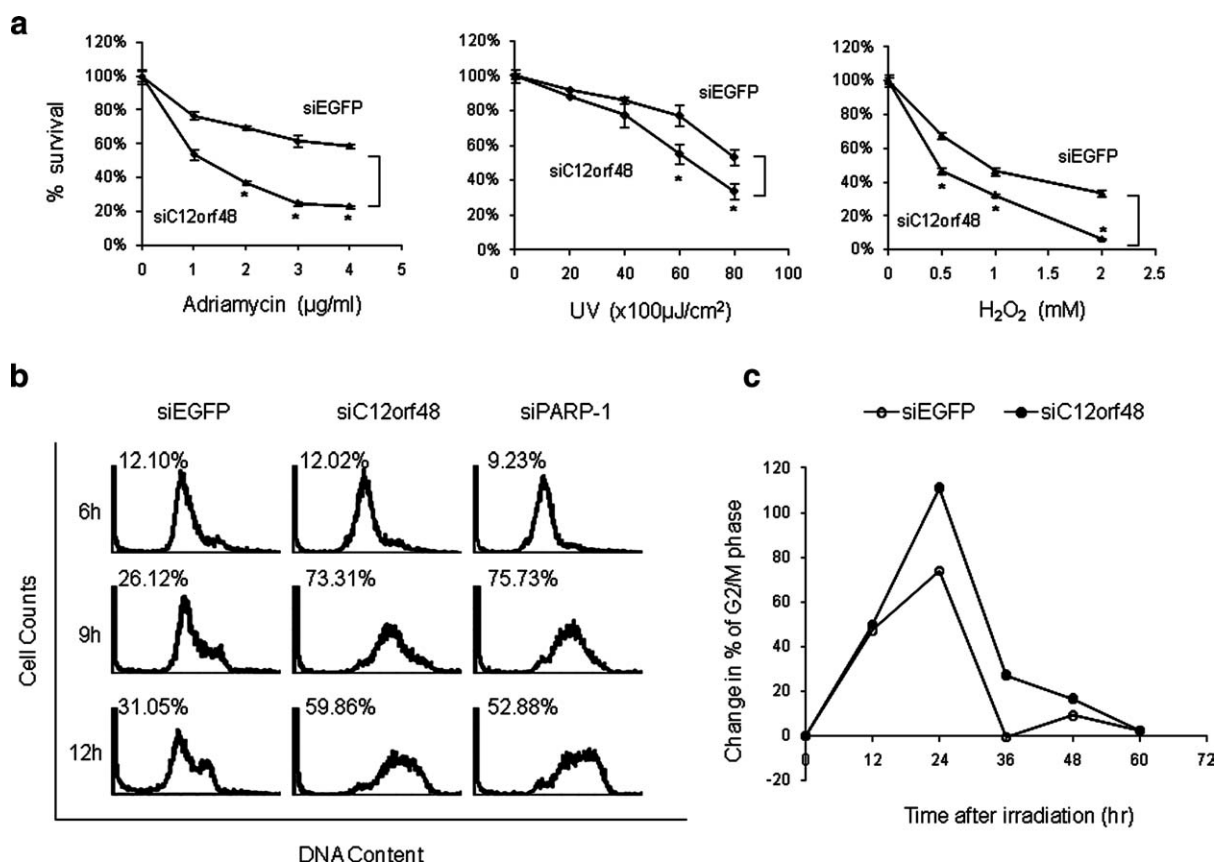 a
120%
100%
80%
60%
40%
20%
0%
% survival
siEGFP
siC12orf48
*
*
*
0 1 2 3 4 5
Adriamycin (µg/ml)
120%
100%
80%
60%
40%
20%
0%
siEGFP
siC12orf48
*
*
0 20 40 60 80 100
UV (x100µJ/cm²)
120%
100%
80%
60%
40%
20%
0%
siEGFP
siC12orf48
*
*
*
0 0.5 1 1.5 2 2.5
H₂O₂ (mM)
b
siEGFP siC12orf48 siPARP-1
12.10% 12.02% 9.23%
6h
26.12% 73.31% 75.73%
9h
31.05% 59.86% 52.88%
12h
Cell Counts
DNA Content
c
siEGFP siC12orf48
120
100
80
60
40
20
0
-20
Change in % of G2/M phase
0 12 24 36 48 60 72
Time after irradiation (hr)